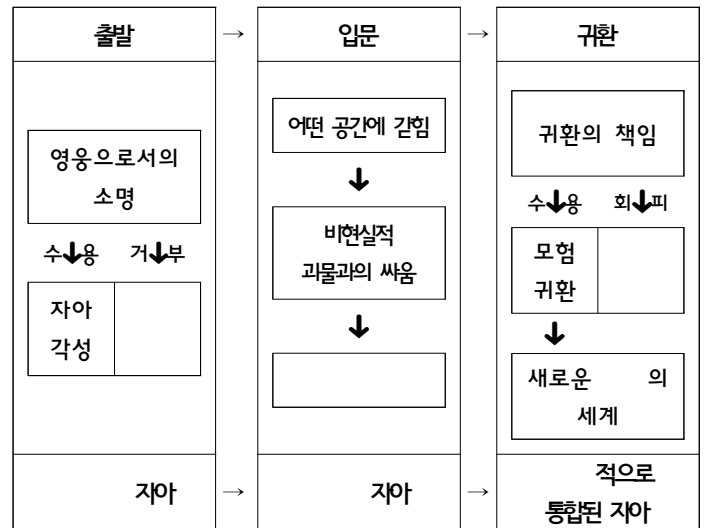 출발 → 입문 → 귀환
영웅으로서의
소명
수용 거부
자아
각성
어떤 공간에 갇힘
비현실적
괴물과의 싸움
귀환의 책임
수용 회피
모험
귀환
새로운 의
세계
자아 → 자아 → 적으로
통합된 자아